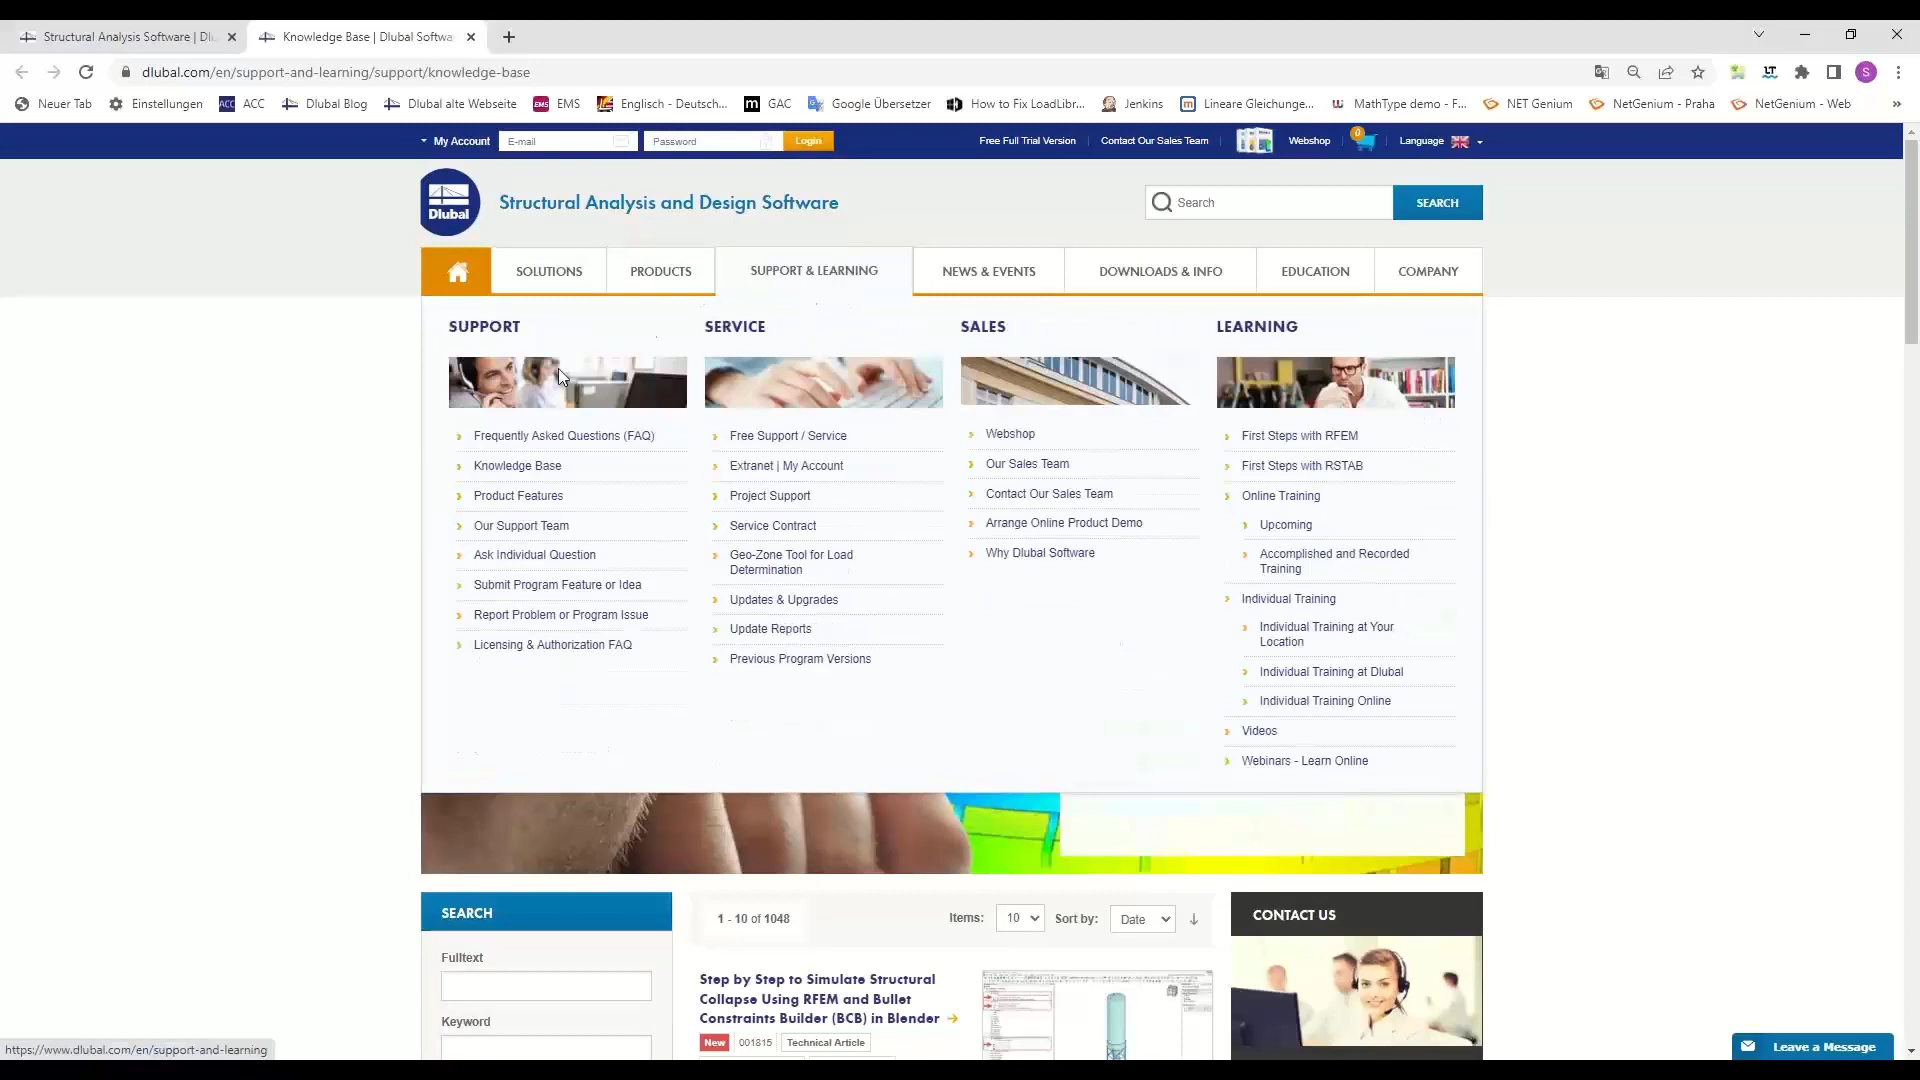 Structural Analysis Software | Dlu
Knowledge Base | Dlubal Softwa
dlubal.com/en/support-and-learning/support/knowledge-base
S
Neuer Tab
Einstellungen
ACC
ACC
Dlubal Blog
Dlubal alte Webseite
EMS
EMS
Englisch - Deutsch...
m
GAC
Google Übersetzer
How to Fix LoadLibr...
Jenkins
Lineare Gleichunge...
MathType demo - F...
NET Genium
NetGenium - Praha
NetGenium - Web
My Account
E-mail
Password
Login
Free Full Trial Version
Contact Our Sales Team
Webshop
0
Language
Dlubal
Structural Analysis and Design Software
Search
SEARCH
SOLUTIONS
PRODUCTS
SUPPORT & LEARNING
NEWS & EVENTS
DOWNLOADS & INFO
EDUCATION
COMPANY
SUPPORT
Frequently Asked Questions (FAQ)
Knowledge Base
Product Features
Our Support Team
Ask Individual Question
Submit Program Feature or Idea
Report Problem or Program Issue
Licensing & Authorization FAQ
SERVICE
Free Support / Service
Extranet | My Account
Project Support
Service Contract
Geo-Zone Tool for Load
Determination
Updates & Upgrades
Update Reports
Previous Program Versions
SALES
Webshop
Our Sales Team
Contact Our Sales Team
Arrange Online Product Demo
Why Dlubal Software
LEARNING
First Steps with RFEM
First Steps with RSTAB
Online Training
Upcoming
Accomplished and Recorded
Training
Individual Training
Individual Training at Your
Location
Individual Training at Dlubal
Individual Training Online
Videos
Webinars - Learn Online
SEARCH
Fulltext
Keyword
1 - 10 of 1048
Items:
10
Sort by:
Date
Step by Step to Simulate Structural
Collapse Using RFEM and Bullet
Constraints Builder (BCB) in Blender
New
001815
Technical Article
CONTACT US
Leave a Message
https://www.dlubal.com/en/support-and-learning